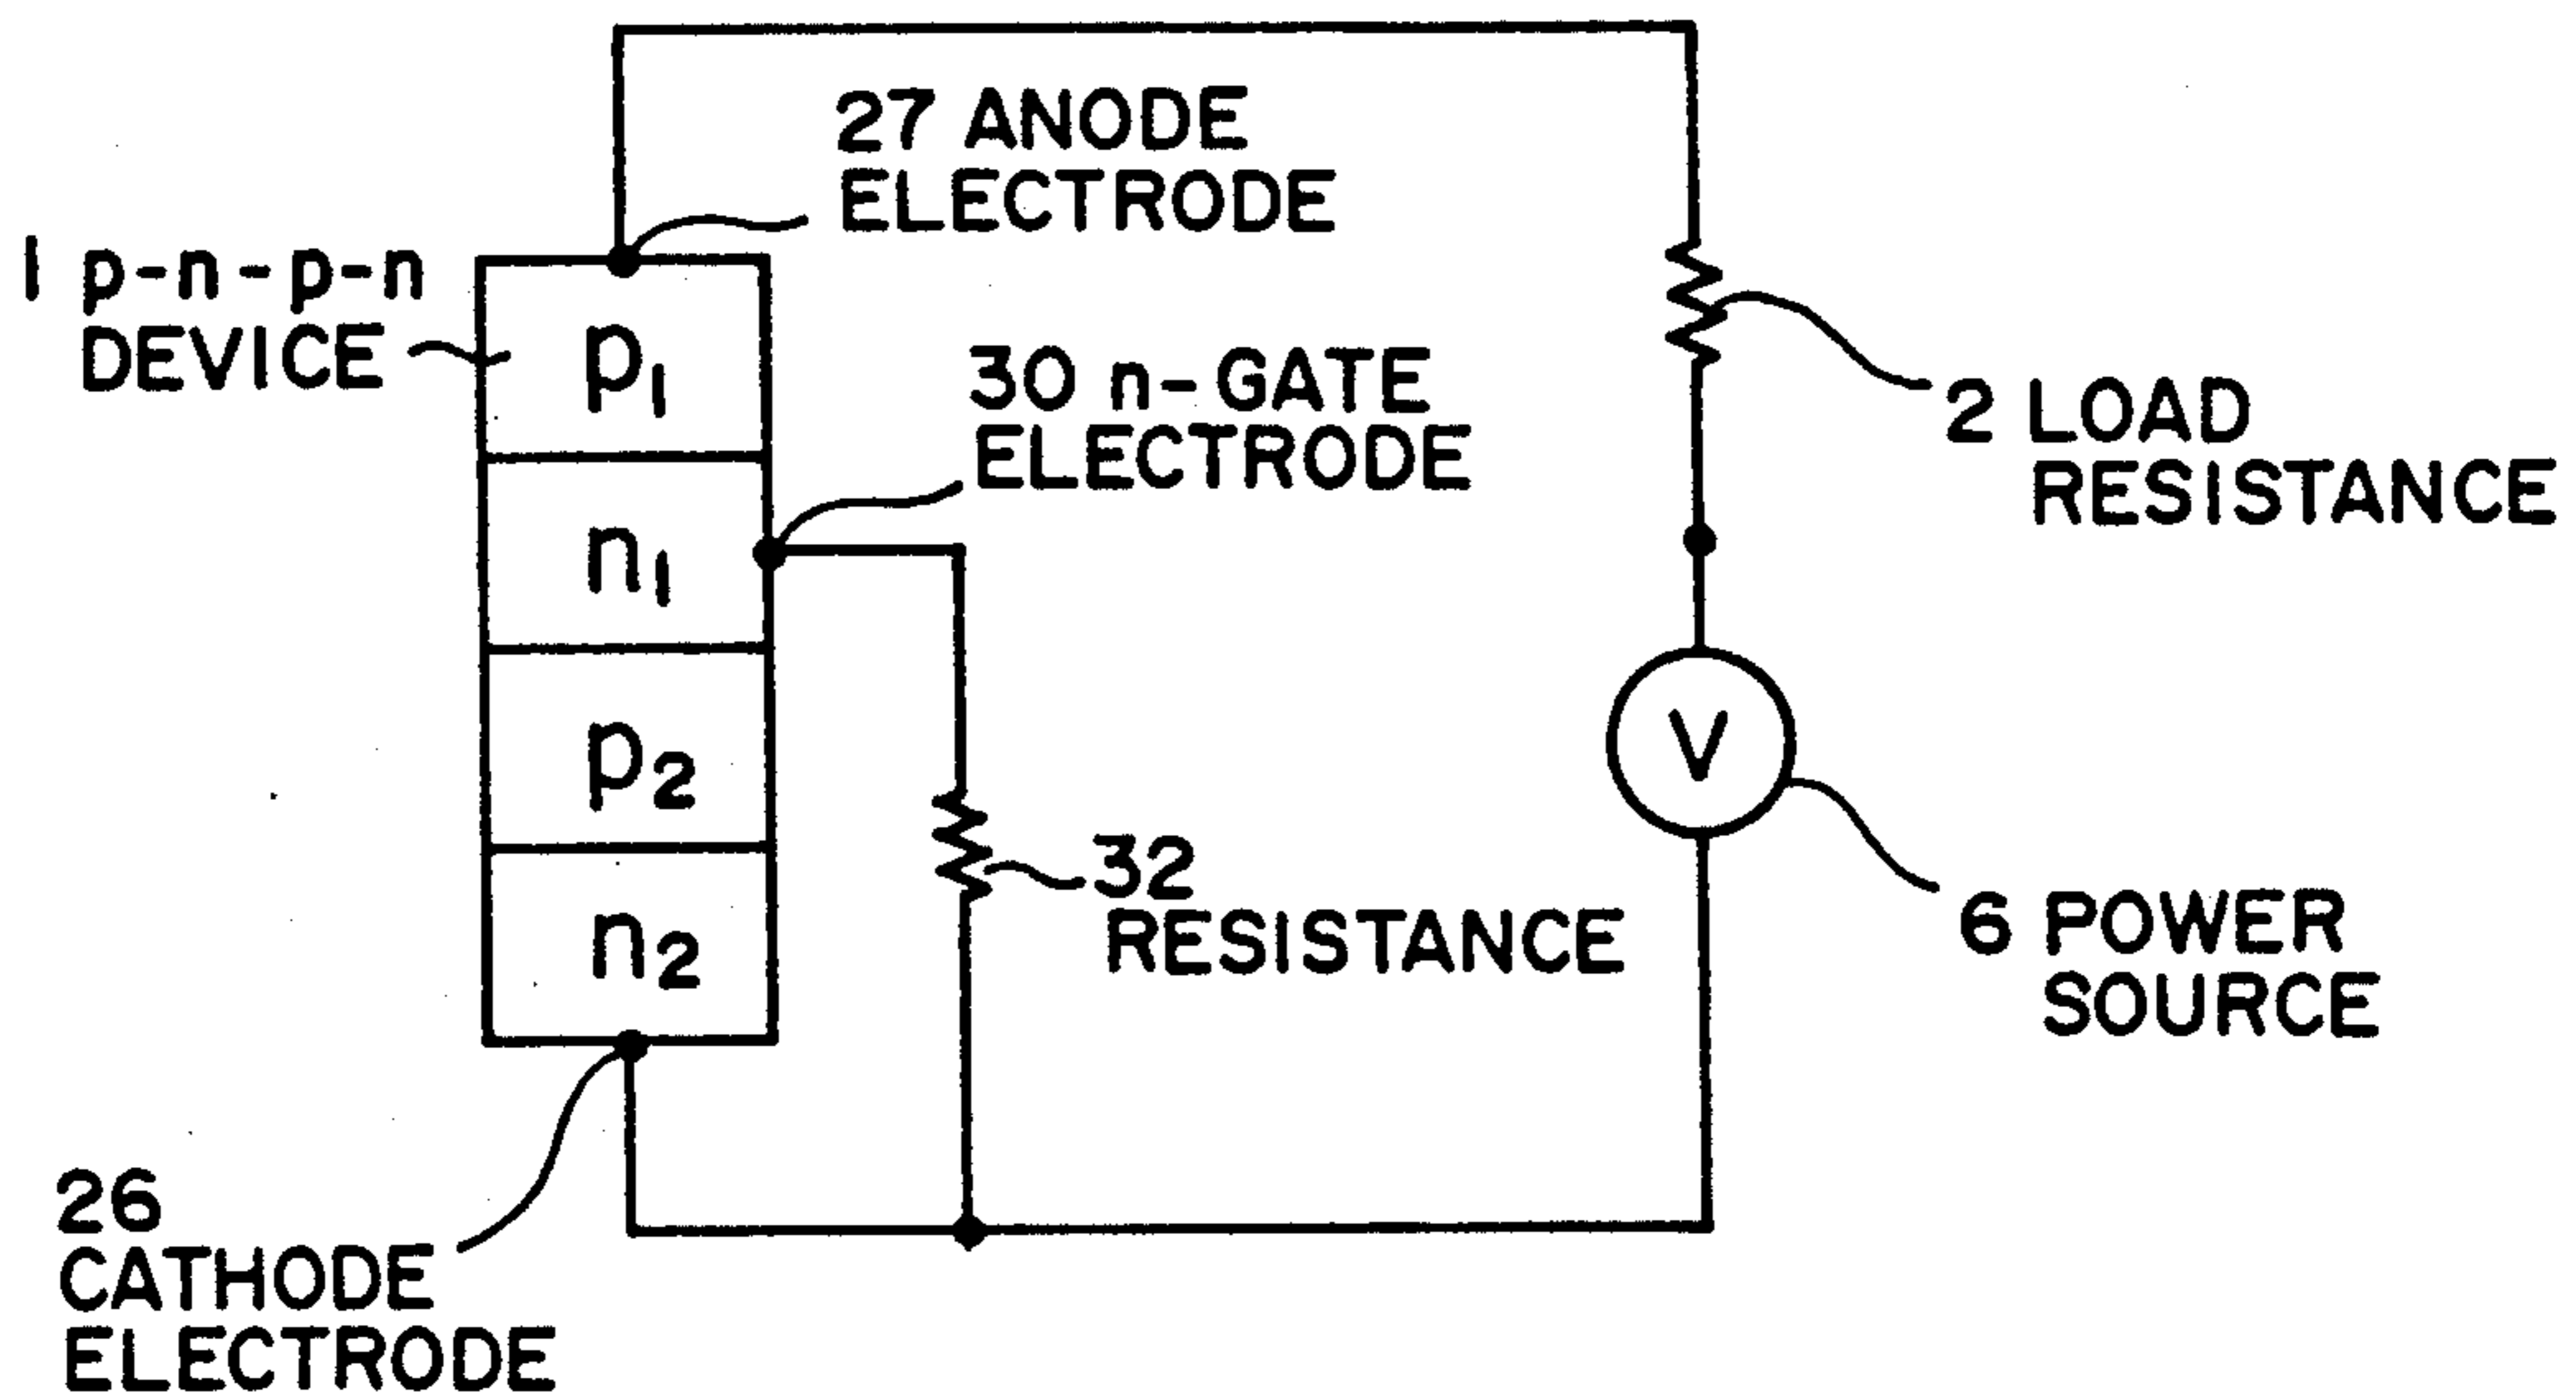 27 ANODE
ELECTRODE
1 p-n-p-n
DEVICE
p₁
30 n-GATE
ELECTRODE
2 LOAD
RESISTANCE
n₁
p₂
V
32
RESISTANCE
6 POWER
SOURCE
n₂
26
CATHODE
ELECTRODE